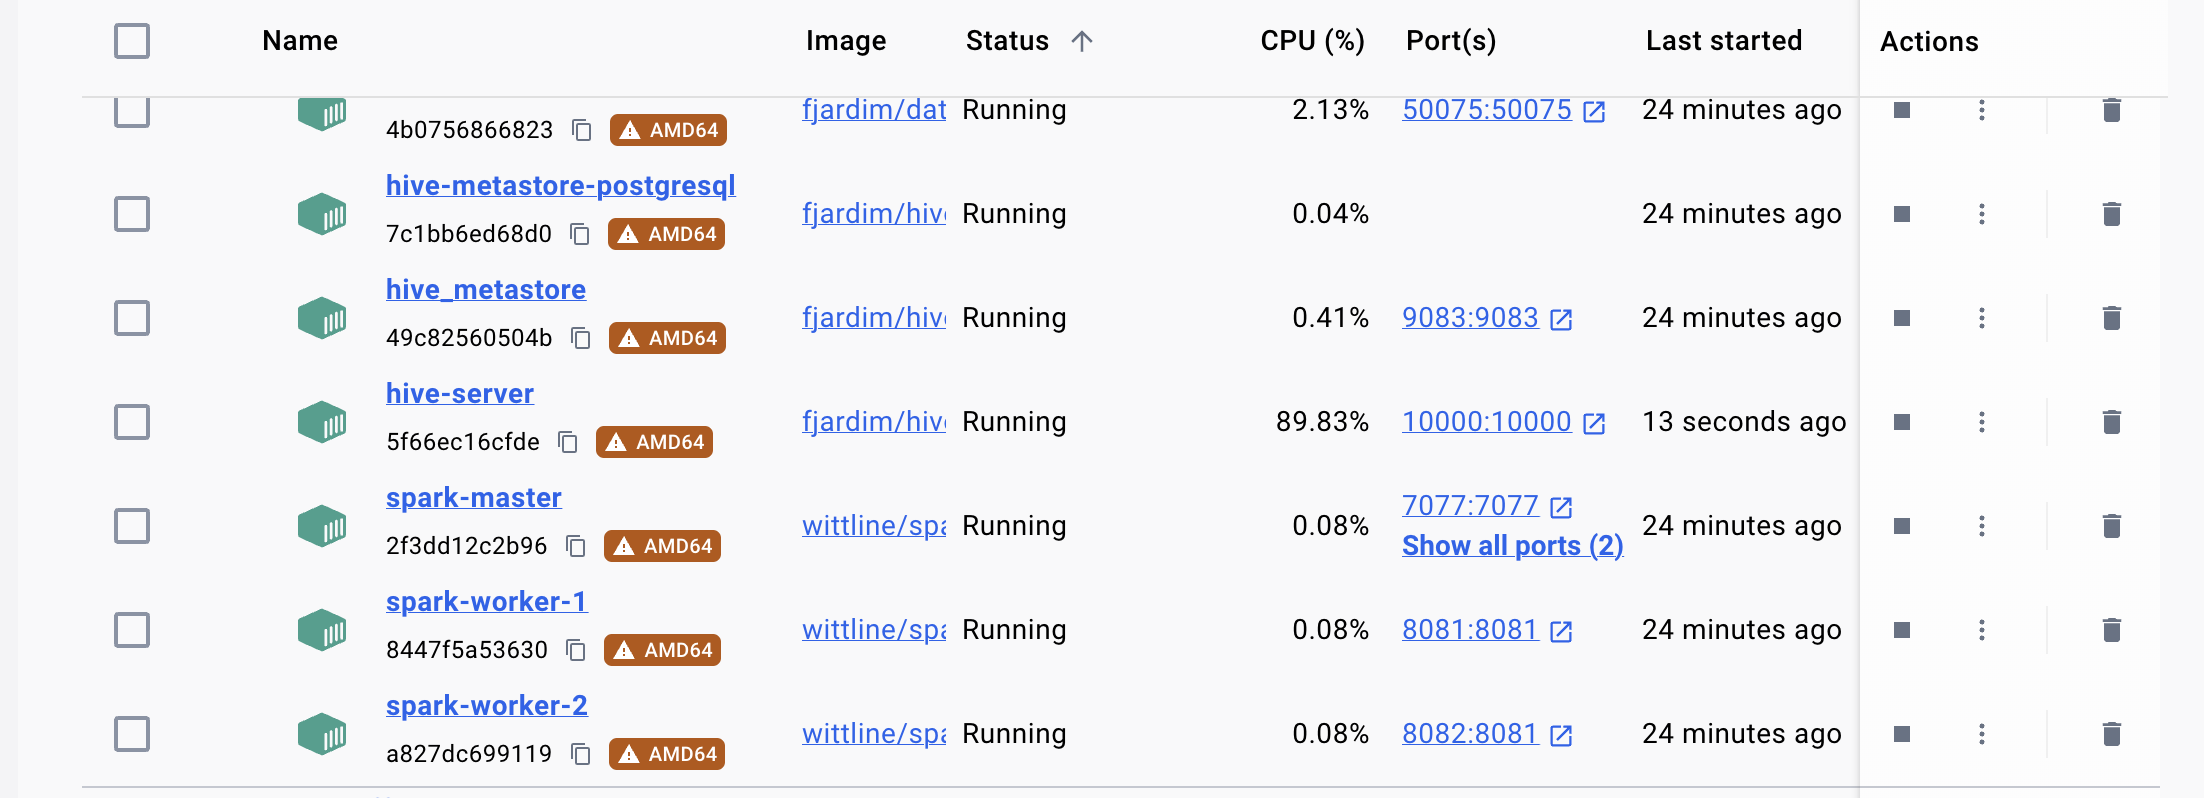 Name Image Status CPU (%) Port(s) Last started Actions
fjardim/dat Running 2.13% 50075:50075 24 minutes ago
4b0756866823 AMD64
hive-metastore-postgresql
fjardim/hiv Running 0.04% 24 minutes ago
7c1bb6ed68d0 AMD64
hive_metastore
fjardim/hiv Running 0.41% 9083:9083 24 minutes ago
49c82560504b AMD64
hive-server
fjardim/hiv Running 89.83% 10000:10000 13 seconds ago
5f66ec16cfde AMD64
spark-master
7077:7077
wittline/spa Running 0.08% 24 minutes ago
2f3dd12c2b96 AMD64 Show all ports (2)
spark-worker-1
wittline/spa Running 0.08% 8081:8081 24 minutes ago
8447f5a53630 AMD64
spark-worker-2
wittline/spa Running 0.08% 8082:8081 24 minutes ago
a827dc699119 AMD64